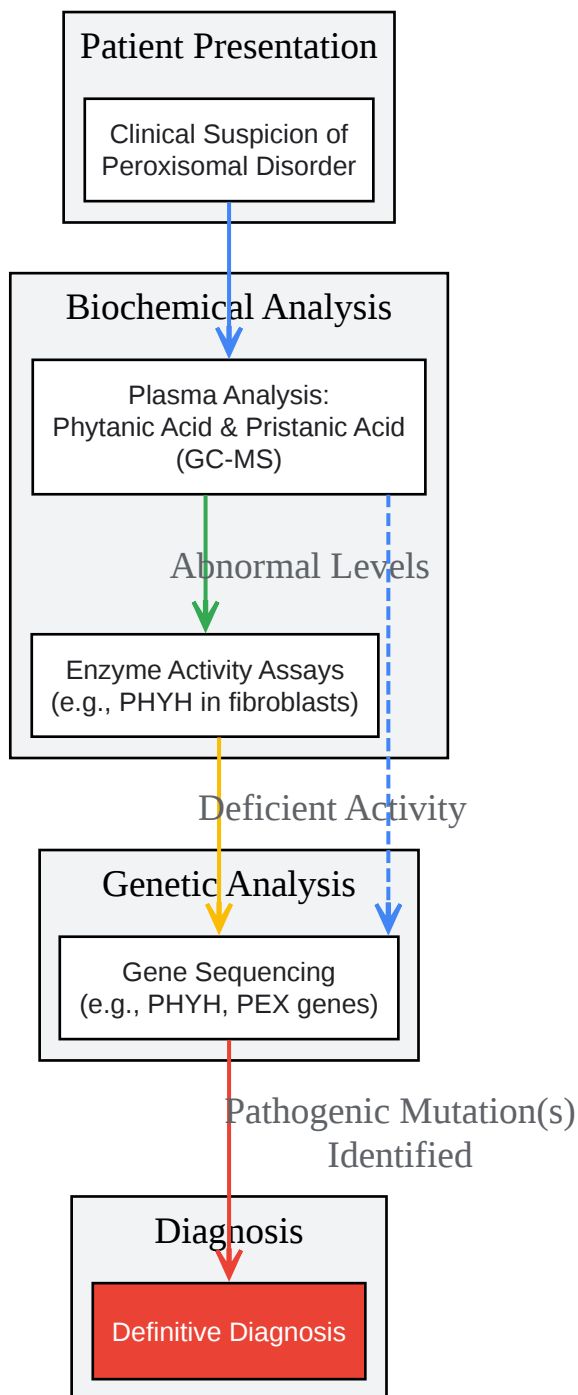 Patient Presentation
Clinical Suspicion of
Peroxisomal Disorder
Biochemical Analysis
Plasma Analysis:
Phytanic Acid & Pristanic Acid
(GC-MS)
Abnormal Levels
Enzyme Activity Assays
(e.g., PHYH in fibroblasts)
Deficient Activity
Genetic Analysis
Gene Sequencing
(e.g., PHYH, PEX genes)
Pathogenic Mutation(s)
Identified
Diagnosis
Definitive Diagnosis